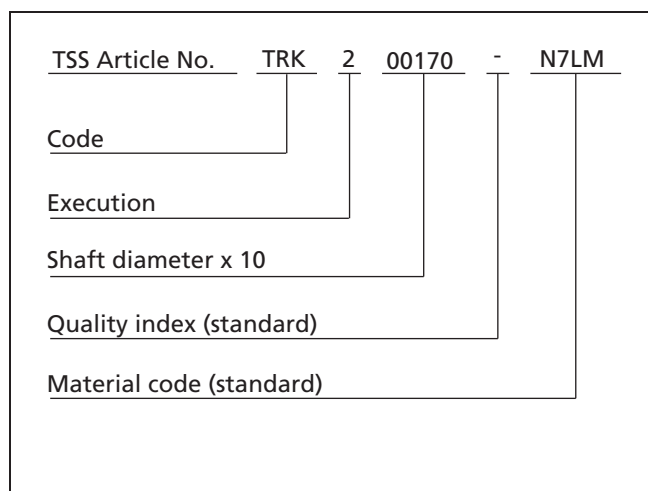 TSS Article No. TRK 2 00170 - N7LM
Code
Execution
Shaft diameter x 10
Quality index (standard)
Material code (standard)